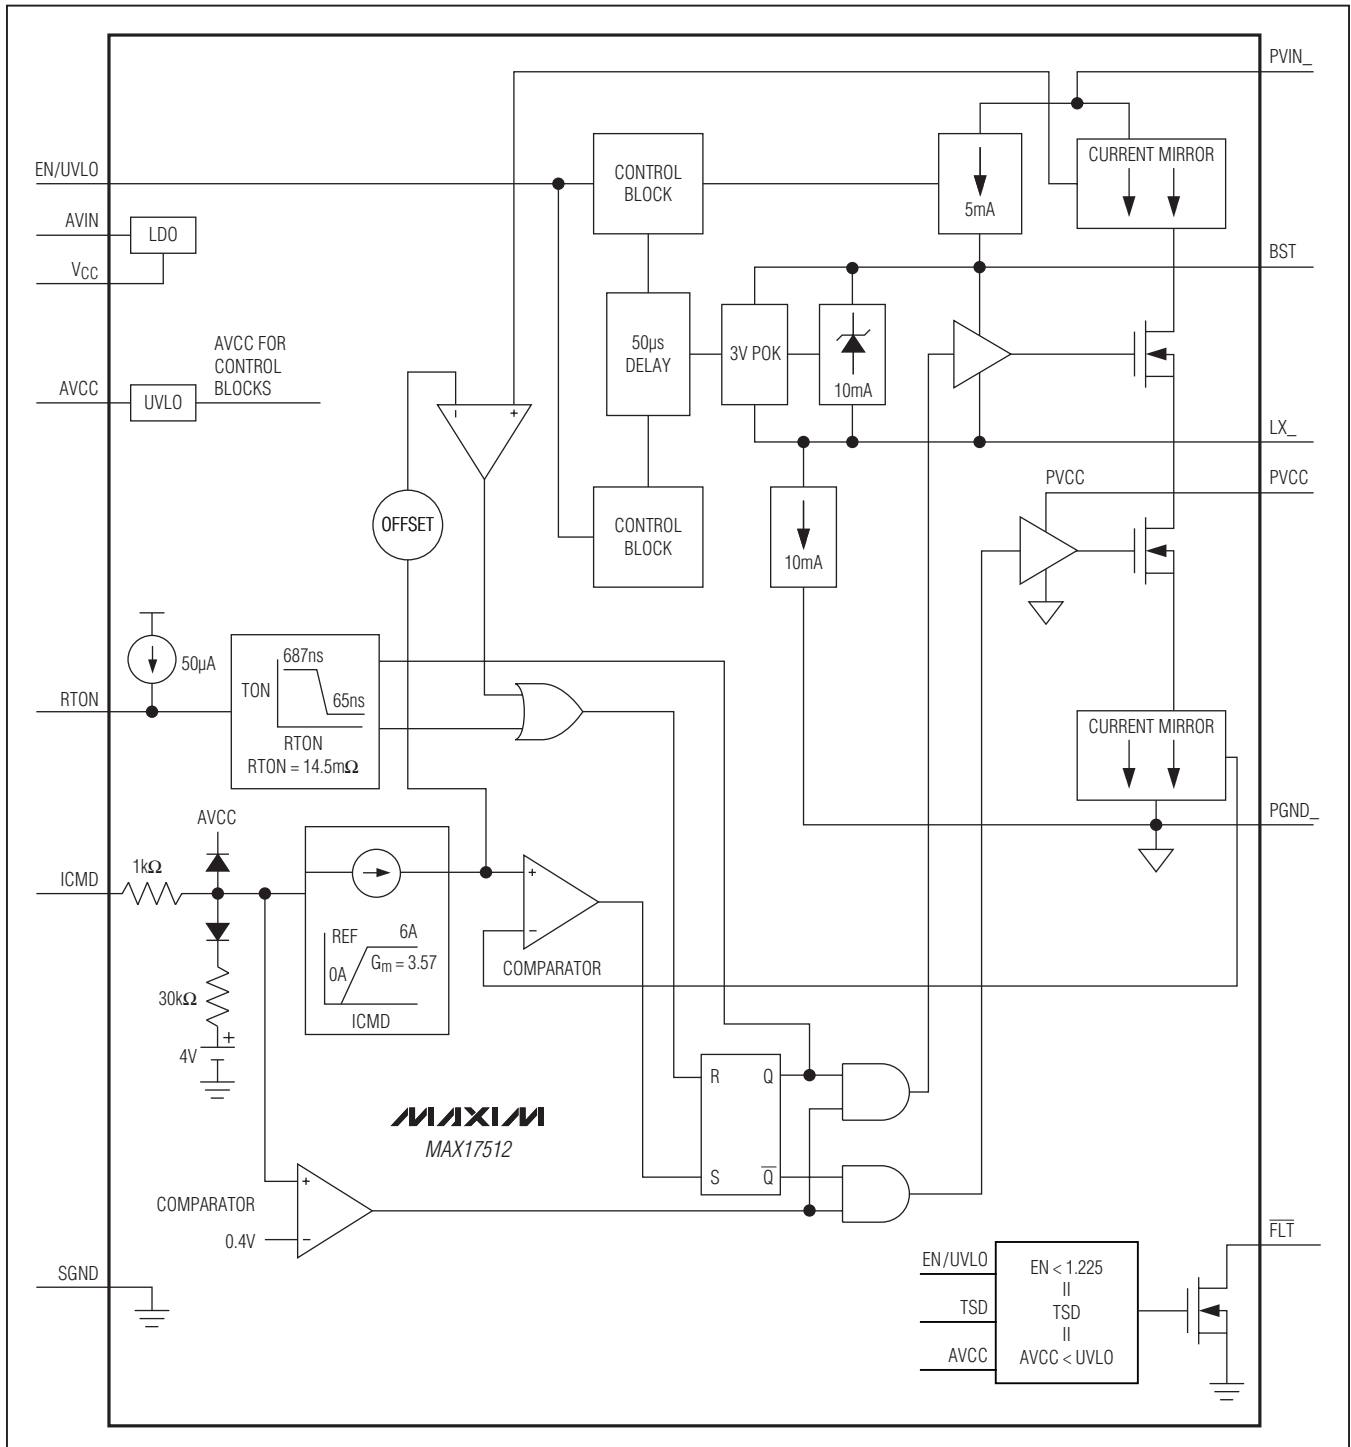 PVIN_
EN/UVLO
CONTROL
BLOCK
5mA
CURRENT MIRROR
AVIN
LDO
VCC
BST
AVCC FOR
CONTROL
BLOCKS
AVCC
UVLO
50µs
DELAY
3V POK
10mA
- +
LX_
PVCC
PVCC
OFFSET
CONTROL
BLOCK
10mA
50µA
RTON
687ns
TON
65ns
RTON
RTON = 14.5mΩ
CURRENT MIRROR
PGND_
AVCC
1kΩ
ICMD
+
-
COMPARATOR
REF
6A
0A
Gm = 3.57
ICMD
30kΩ
+
4V
R Q
S Q̅
MAXIM
MAX17512
COMPARATOR
+
0.4V
-
SGND
F̅L̅T̅
EN/UVLO
TSD
AVCC
EN < 1.225
II
TSD
II
AVCC < UVLO